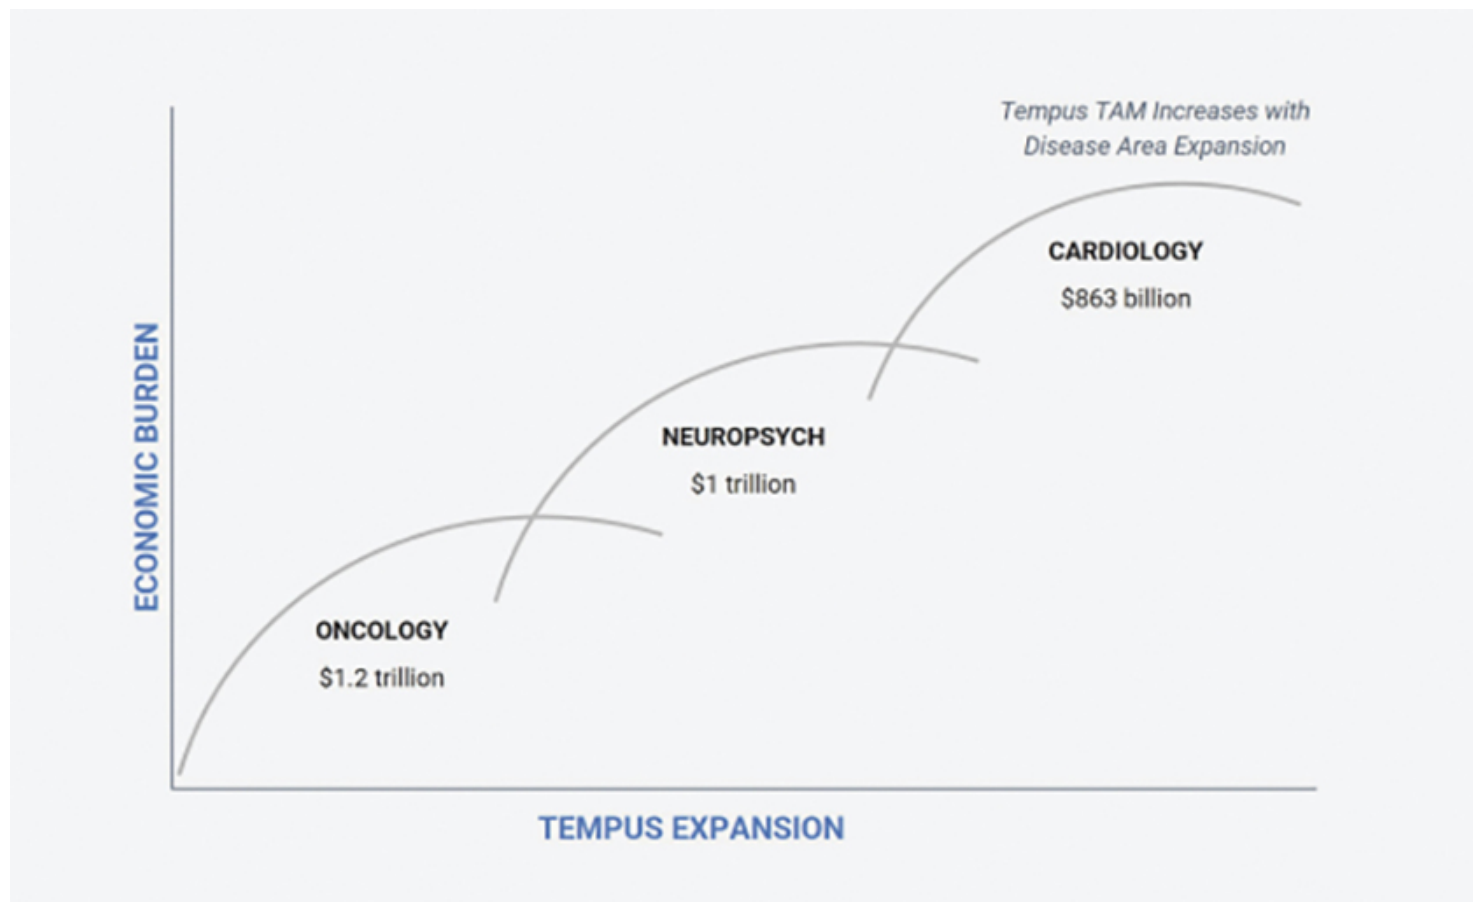 Tempus TAM Increases with
Disease Area Expansion
CARDIOLOGY
$863 billion
NEUROPSYCH
$1 trillion
ONCOLOGY
$1.2 trillion
ECONOMIC BURDEN
TEMPUS EXPANSION